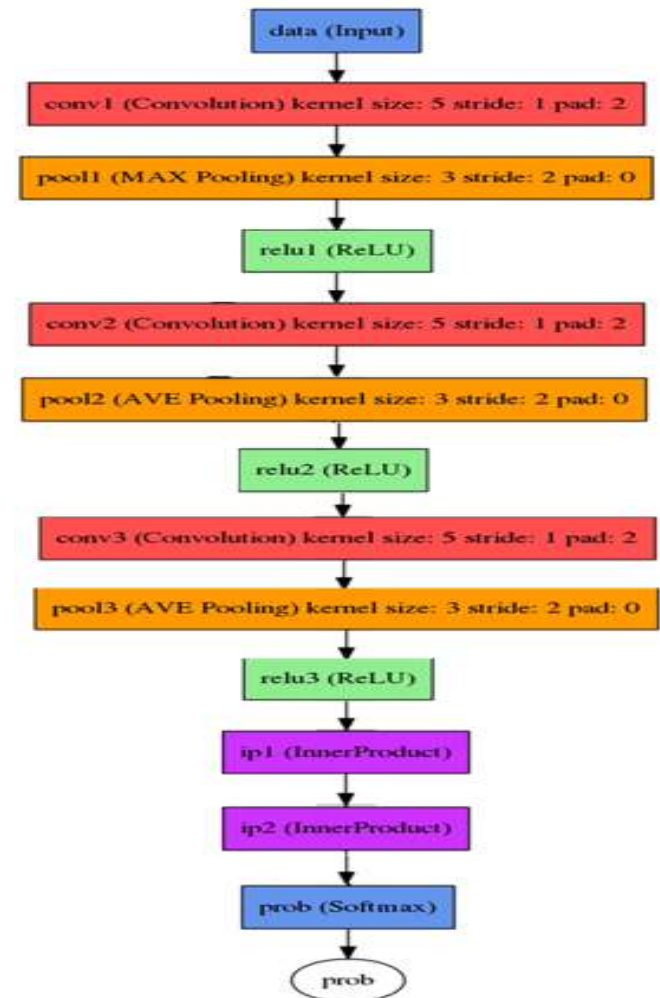 data (Input)
conv1 (Convolution) kernel size: 5 stride: 1 pad: 2
pool1 (MAX Pooling) kernel size: 3 stride: 2 pad: 0
relu1 (ReLU)
conv2 (Convolution) kernel size: 5 stride: 1 pad: 2
pool2 (AVE Pooling) kernel size: 3 stride: 2 pad: 0
relu2 (ReLU)
conv3 (Convolution) kernel size: 5 stride: 1 pad: 2
pool3 (AVE Pooling) kernel size: 3 stride: 2 pad: 0
relu3 (ReLU)
ip1 (InnerProduct)
ip2 (InnerProduct)
prob (Softmax)
prob